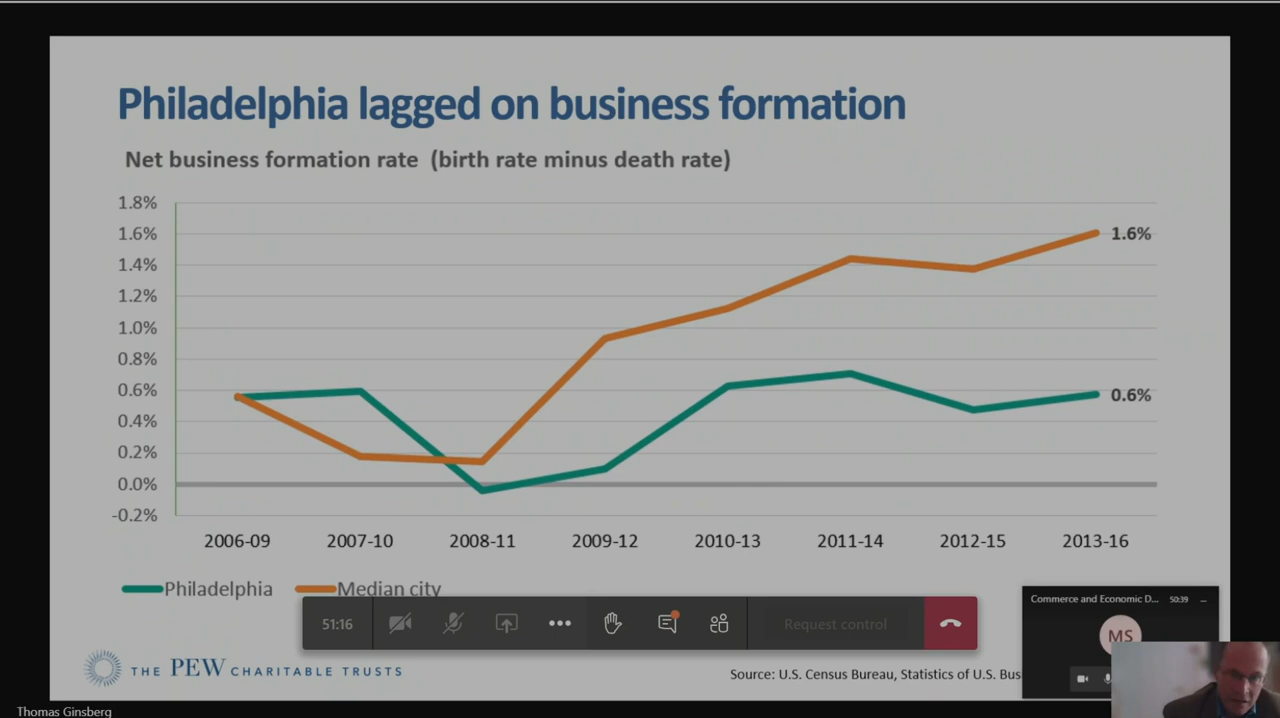 Philadelphia lagged on business formation
Net business formation rate (birth rate minus death rate)
1.8%
1.6%
1.4%
1.2%
1.0%
0.8%
0.6%
0.4%
0.2%
0.0%
-0.2%
1.6%
0.6%
2006-09 2007-10 2008-11 2009-12 2010-13 2011-14 2012-15 2013-16
Philadelphia Median city
51:16 Request control
Commerce and Economic D... 50:39
MS
THE PEW CHARITABLE TRUSTS
Source: U.S. Census Bureau, Statistics of U.S. Bus
Thomas Ginsberg